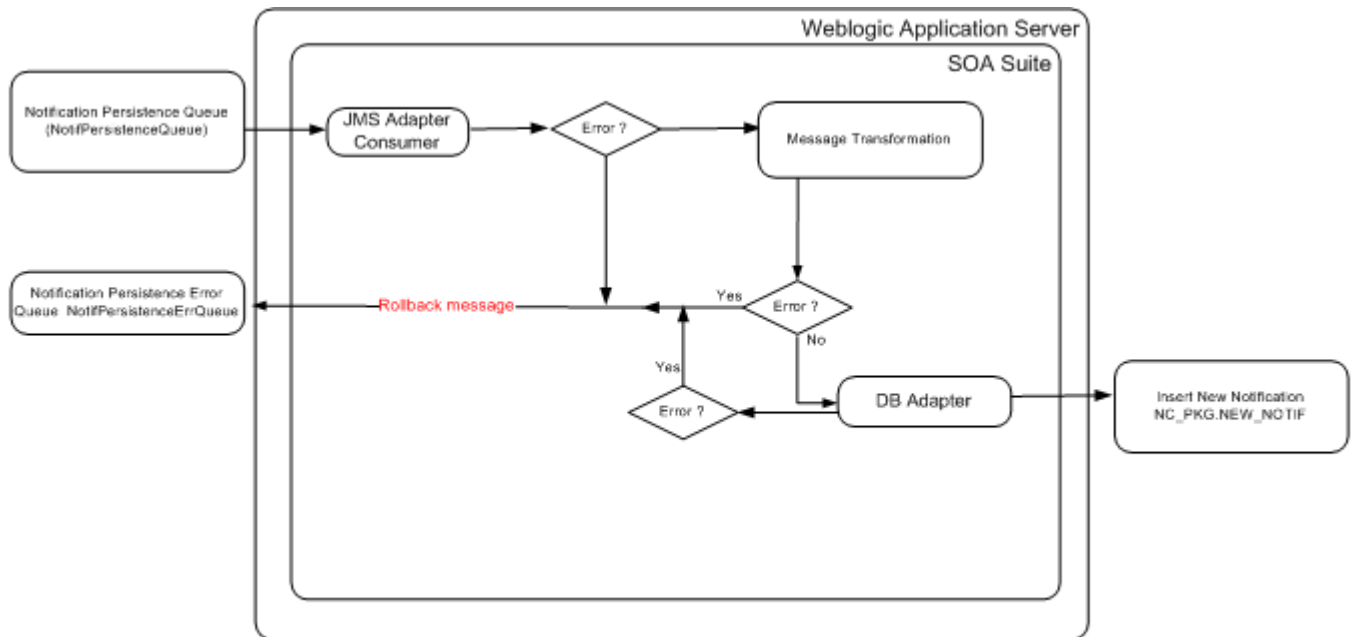 Weblogic Application Server
SOA Suite
Notification Persistence Queue
(NotifPersistenceQueue)
JMS Adapter
Consumer
Error ?
Message Transformation
Notification Persistence Error
Queue NotifPersistenceErrQueue
Rollback message
Yes
Error ?
No
Yes
Error ?
DB Adapter
Insert New Notification
NC_PKG.NEW_NOTIF